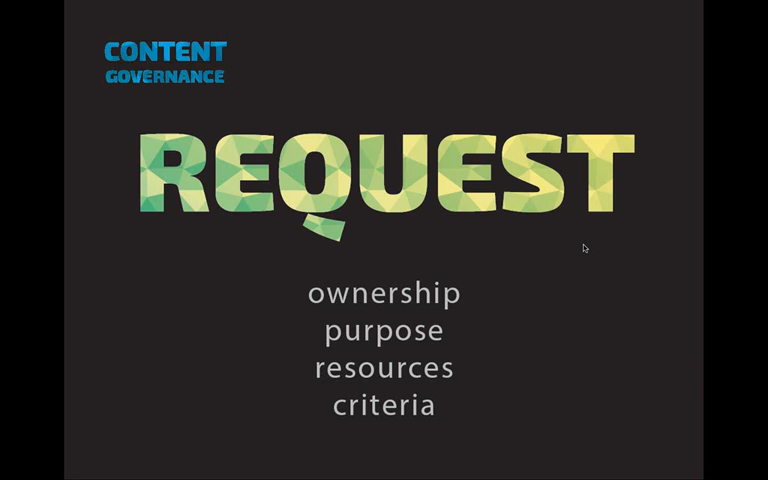 CONTENT
GOVERNANCE
REQUEST
ownership
purpose
resources
criteria